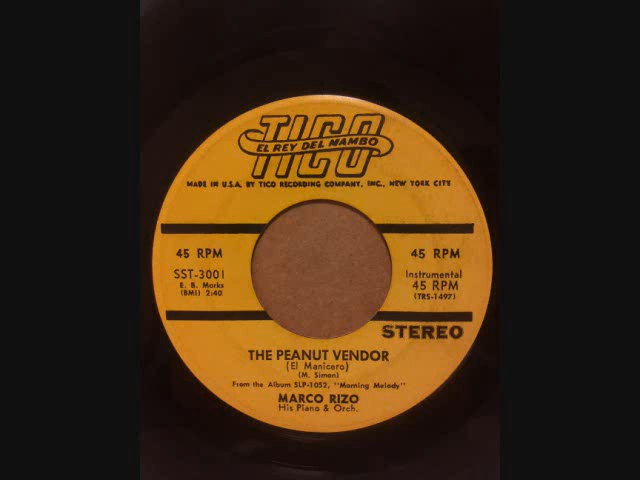 TICO
EL REY DEL MAMBO
MADE IN U.S.A. BY TICO RECORDING COMPANY, INC., NEW YORK CITY
45 RPM
SST-3001
E. B. Marks
(BMI) 2:40
45 RPM
Instrumental
45 RPM
(TRS-1497)
STEREO
THE PEANUT VENDOR
(El Manicero)
(M. Simon)
From the Album SLP-1052, "Morning Melody"
MARCO RIZO
His Piano & Orch.